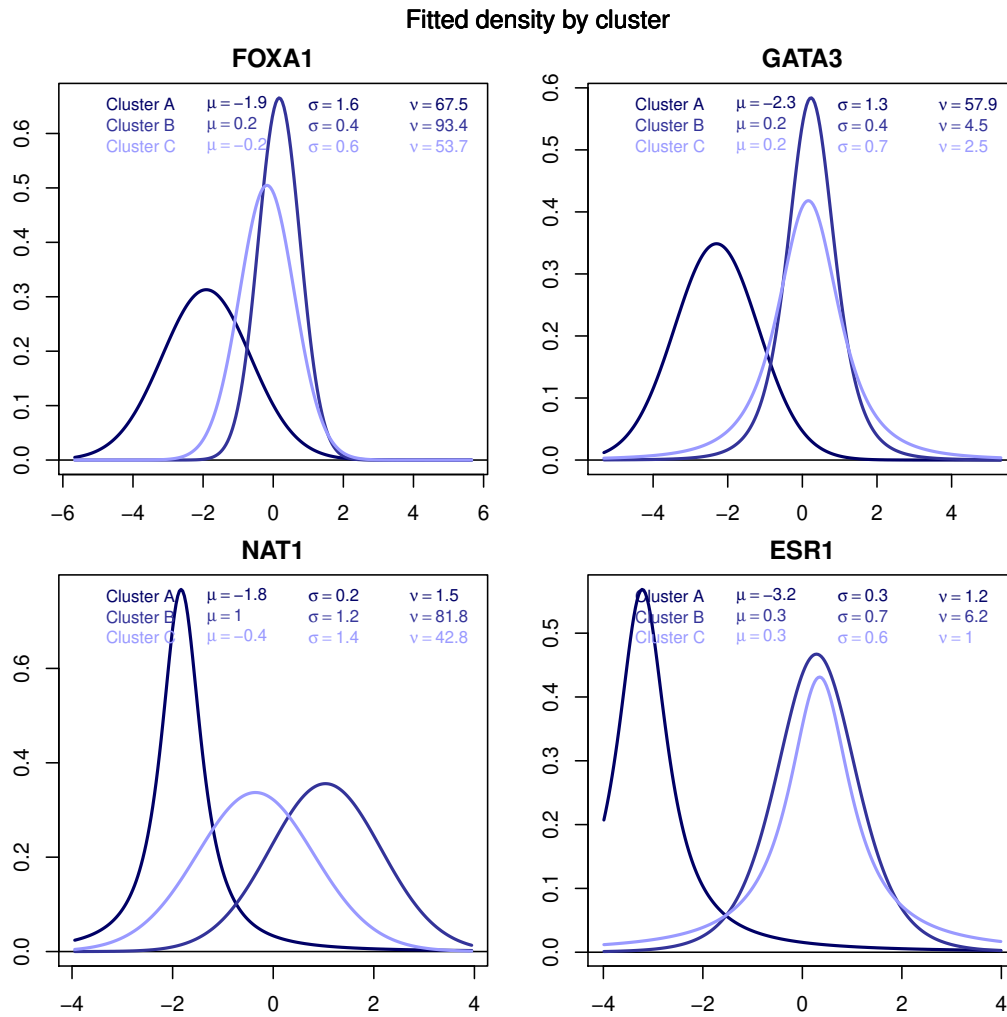 Fitted density by cluster
FOXA1
Cluster A μ = −1.9 σ = 1.6 ν = 67.5
Cluster B μ = 0.2 σ = 0.4 ν = 93.4
Cluster C μ = −0.2 σ = 0.6 ν = 53.7
0.0 0.1 0.2 0.3 0.4 0.5 0.6
−6 −4 −2 0 2 4 6
GATA3
Cluster A μ = −2.3 σ = 1.3 ν = 57.9
Cluster B μ = 0.2 σ = 0.4 ν = 4.5
Cluster C μ = 0.2 σ = 0.7 ν = 2.5
0.0 0.1 0.2 0.3 0.4 0.5 0.6
−4 −2 0 2 4
NAT1
Cluster A μ = −1.8 σ = 0.2 ν = 1.5
Cluster B μ = 1 σ = 1.2 ν = 81.8
Cluster C μ = −0.4 σ = 1.4 ν = 42.8
0.0 0.2 0.4 0.6
−4 −2 0 2 4
ESR1
Cluster A μ = −3.2 σ = 0.3 ν = 1.2
Cluster B μ = 0.3 σ = 0.7 ν = 6.2
Cluster C μ = 0.3 σ = 0.6 ν = 1
0.0 0.1 0.2 0.3 0.4 0.5
−4 −2 0 2 4